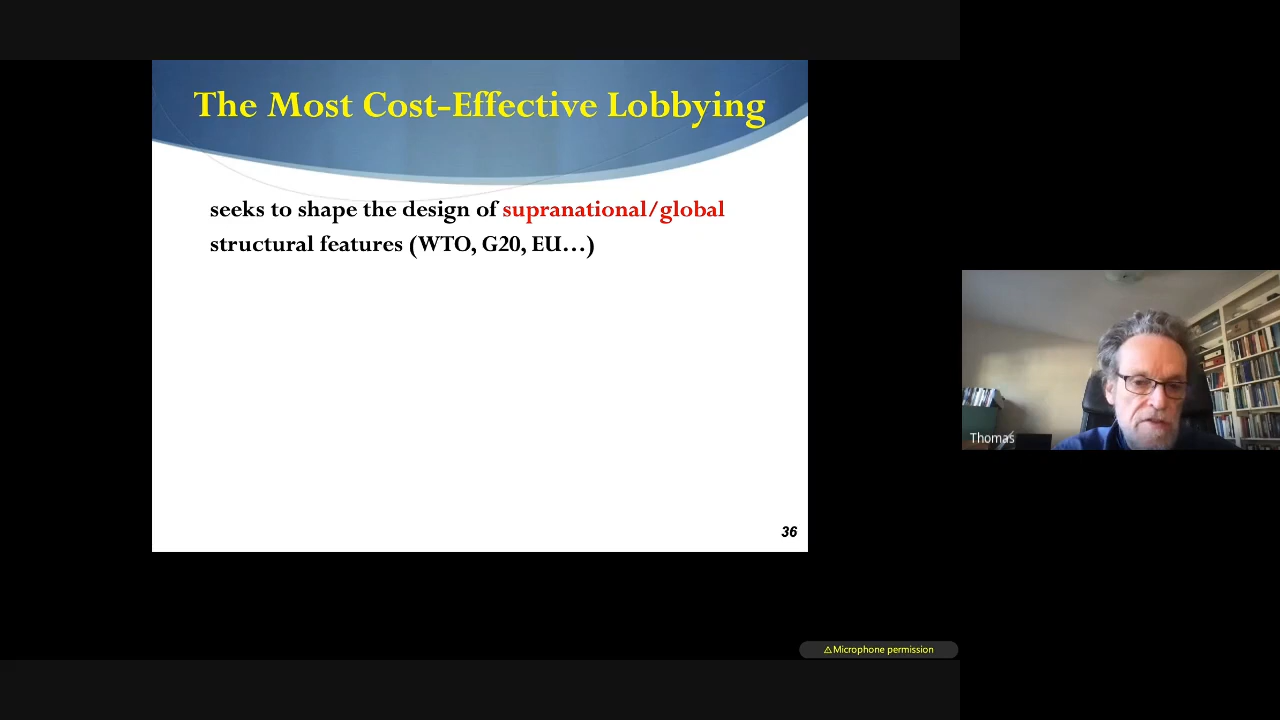 The Most Cost-Effective Lobbying
seeks to shape the design of supranational/global
structural features (WTO, G20, EU…)
36
Thomas
⚠Microphone permission